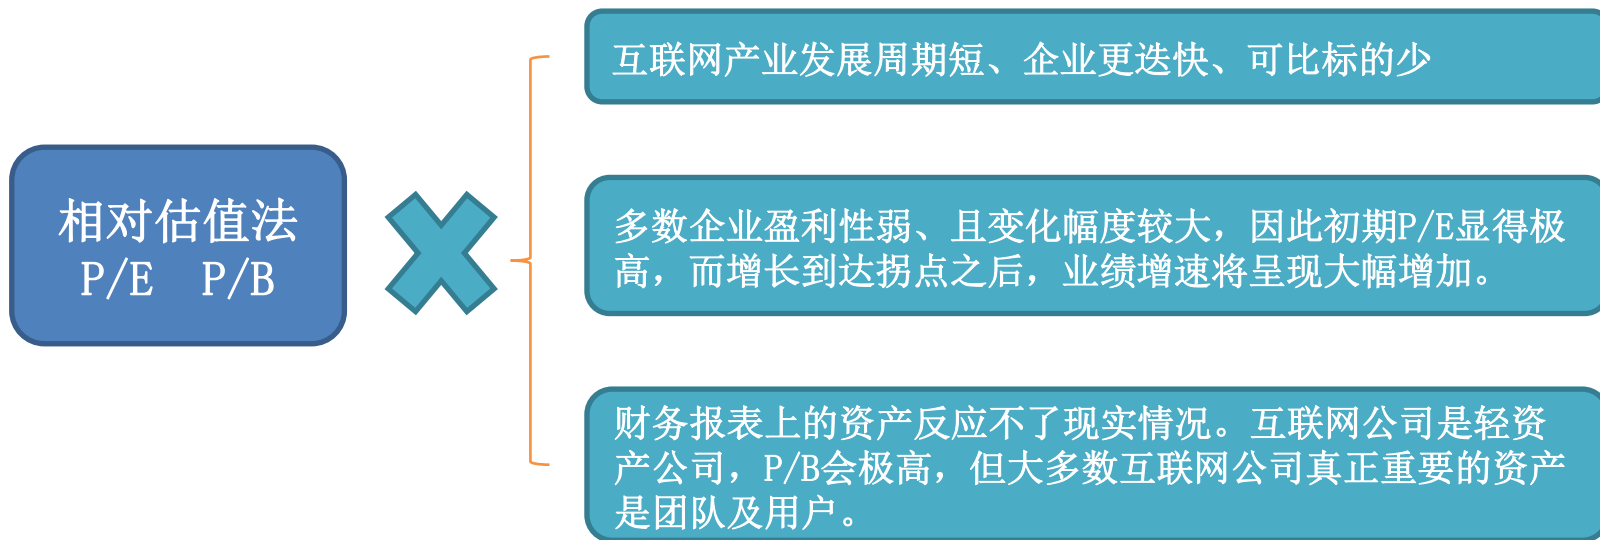 相对估值法
P/E P/B
互联网产业发展周期短、企业更迭快、可比标的少
多数企业盈利性弱、且变化幅度较大，因此初期P/E显得极
高，而增长到达拐点之后，业绩增速将呈现大幅增加。
财务报表上的资产反应不了现实情况。互联网公司是轻资
产公司，P/B会极高，但大多数互联网公司真正重要的资产
是团队及用户。